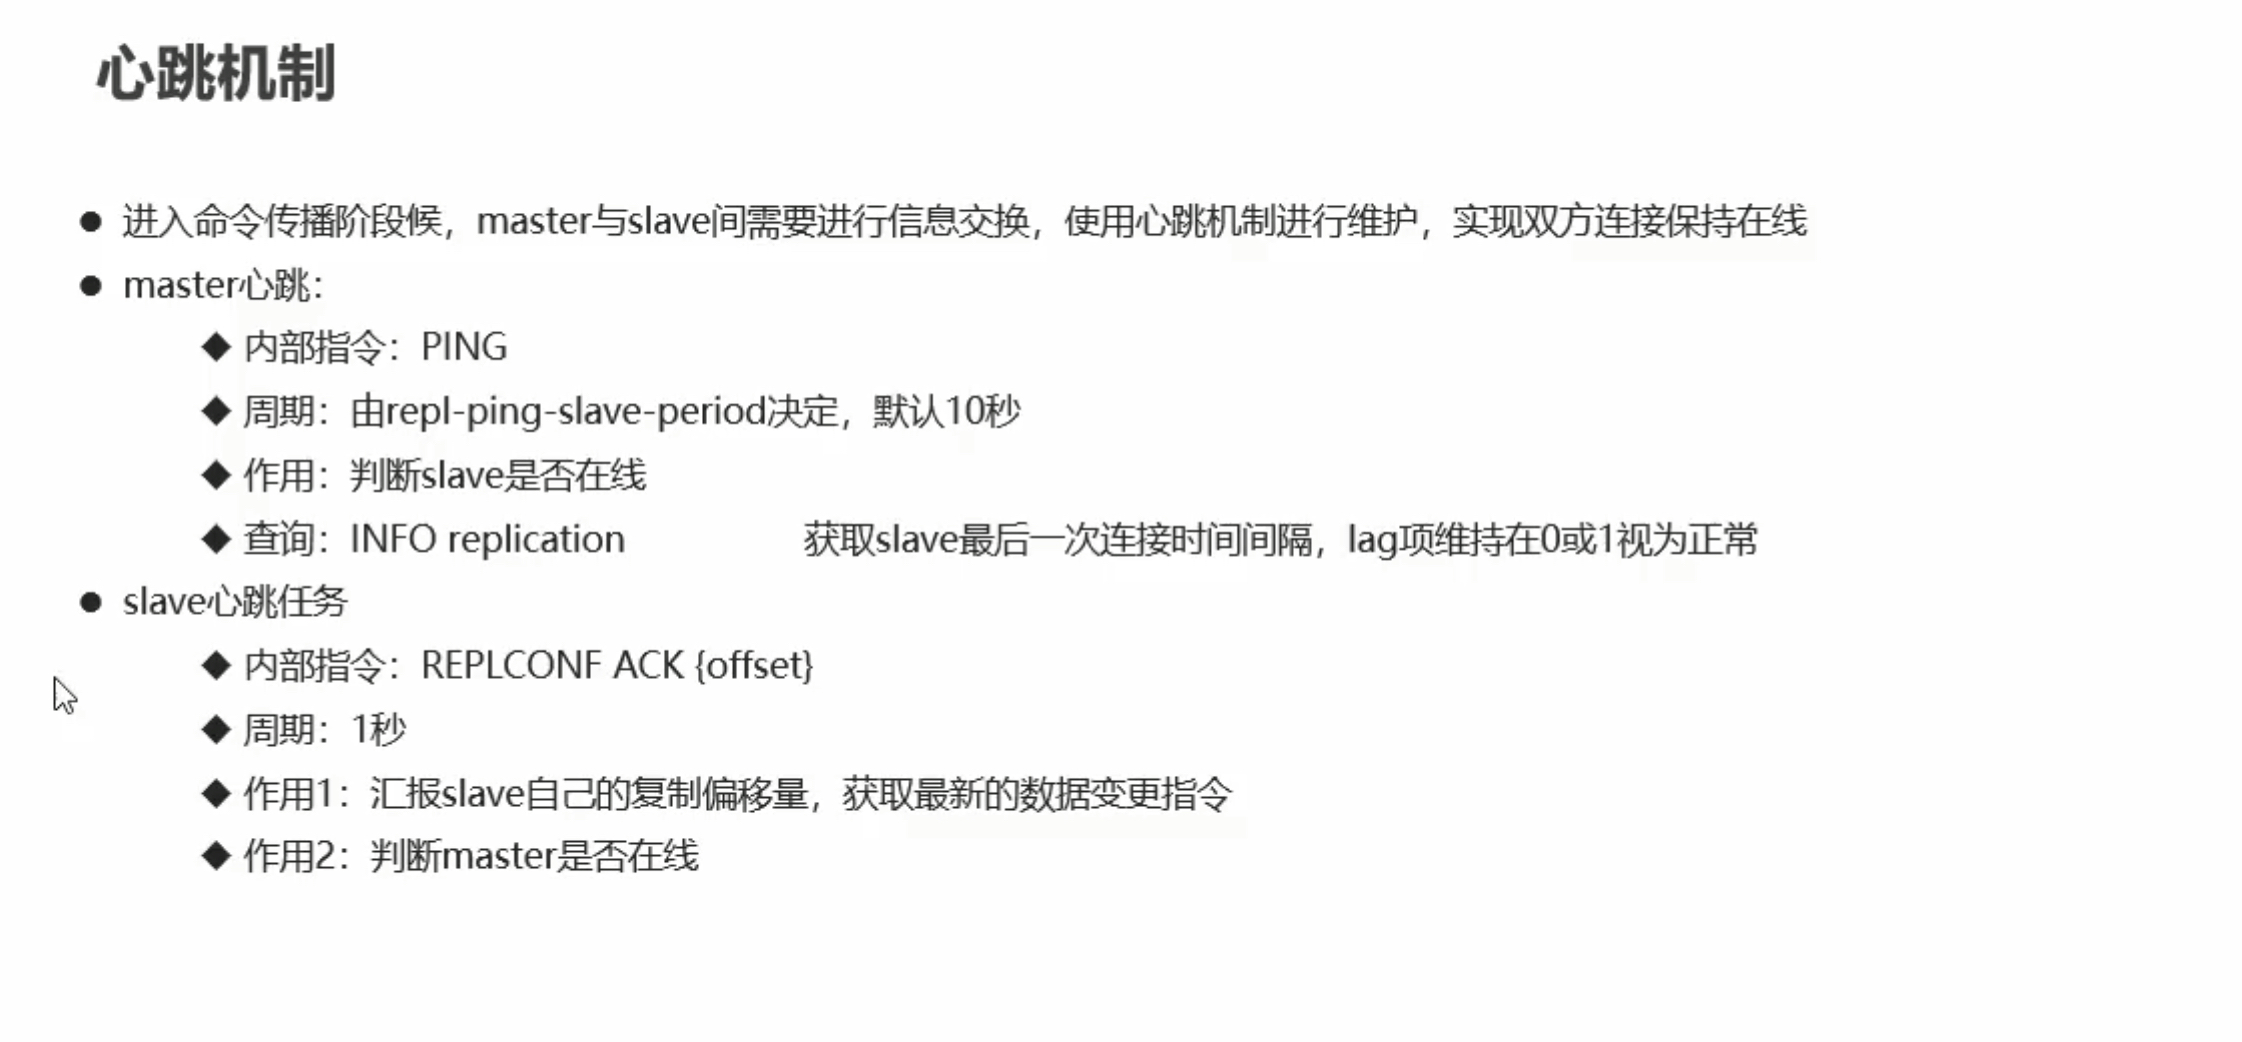 心跳机制
● 进入命令传播阶段候，master与slave间需要进行信息交换，使用心跳机制进行维护，实现双方连接保持在线
● master心跳：
◆ 内部指令：PING
◆ 周期：由repl-ping-slave-period决定，默认10秒
◆ 作用：判断slave是否在线
◆ 查询：INFO replication 获取slave最后一次连接时间间隔，lag项维持在0或1视为正常
● slave心跳任务
◆ 内部指令：REPLCONF ACK {offset}
◆ 周期：1秒
◆ 作用1：汇报slave自己的复制偏移量，获取最新的数据变更指令
◆ 作用2：判断master是否在线